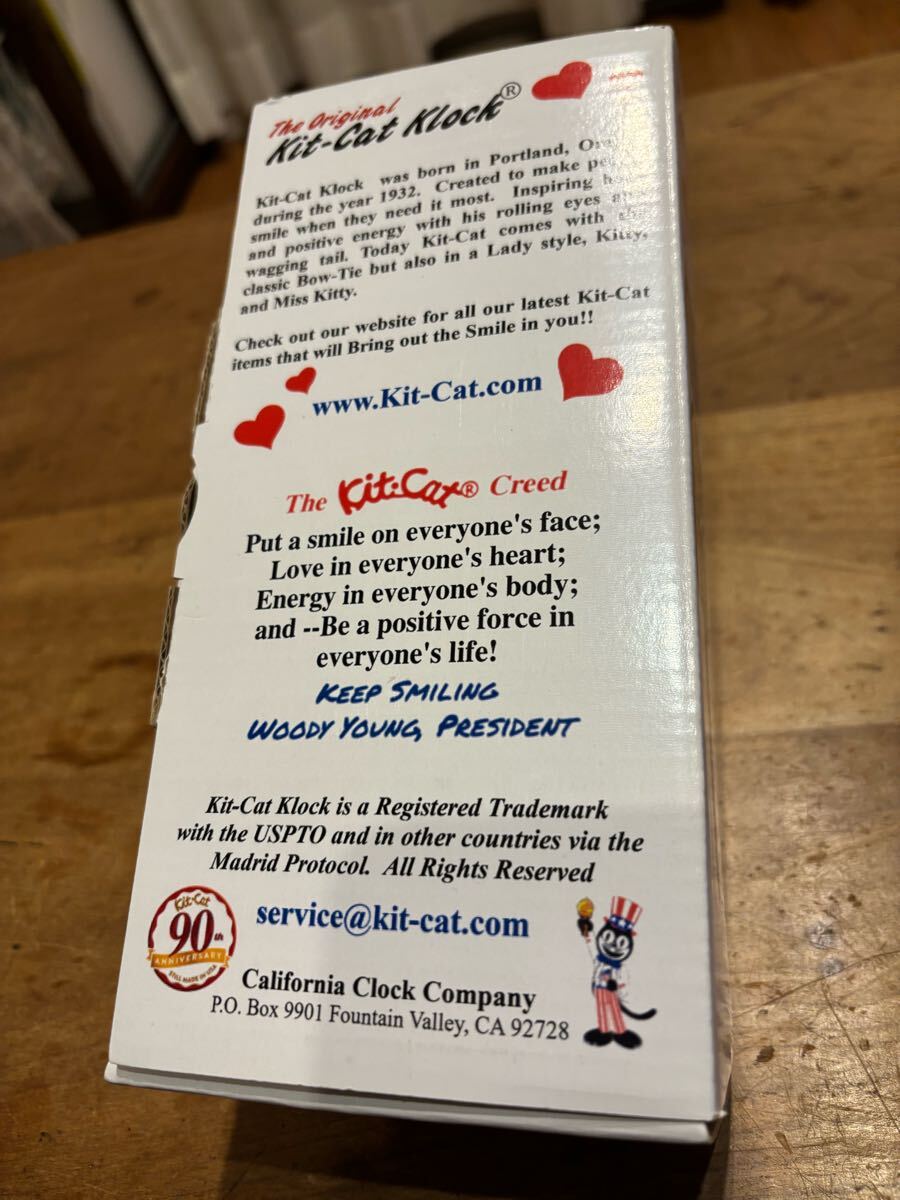 The Original
Kit-Cat Klock®
Kit-Cat Klock was born in Portland,
during the year 1932. Created to make
smile when they need it most. Inspiring
and positive energy with his rolling eyes
wagging tail. Today Kit-Cat comes with
classic Bow-Tie but also in a Lady style, Kitty,
and Miss Kitty.
Check out our website for all our latest Kit-Cat
items that will Bring out the Smile in you!!
www.Kit-Cat.com
The Kit·Cat® Creed
Put a smile on everyone's face;
Love in everyone's heart;
Energy in everyone's body;
and --Be a positive force in
everyone's life!
KEEP SMILING
WOODY YOUNG, PRESIDENT
Kit-Cat Klock is a Registered Trademark
with the USPTO and in other countries via the
Madrid Protocol. All Rights Reserved
Kit·Cat
90th
ANNIVERSARY
STILL MADE IN USA
service@kit-cat.com
California Clock Company
P.O. Box 9901 Fountain Valley, CA 92728